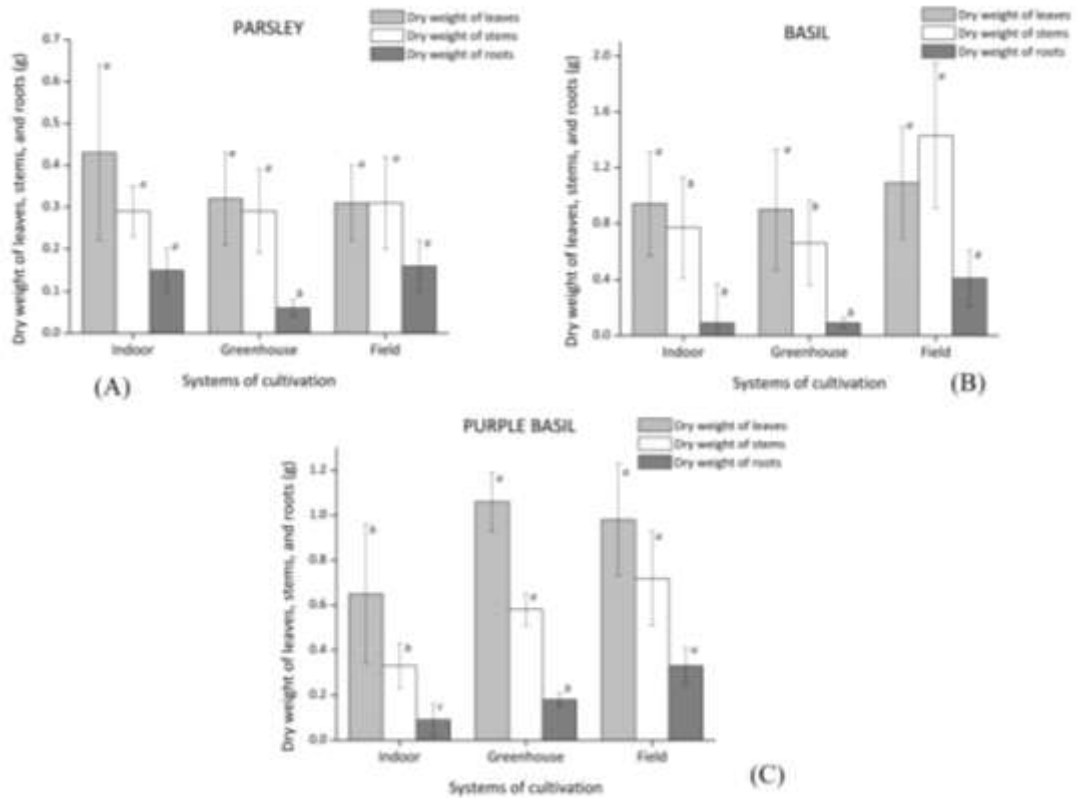 PARSLEY
Dry weight of leaves
Dry weight of stems
Dry weight of roots
Dry weight of leaves, stems, and roots (g)
0.7
0.6
0.5
0.4
0.3
0.2
0.1
0.0
Indoor
Greenhouse
Field
Systems of cultivation
(A)
BASIL
Dry weight of leaves
Dry weight of stems
Dry weight of roots
Dry weight of leaves, stems, and roots (g)
2.0
1.6
1.2
0.8
0.4
0.0
Indoor
Greenhouse
Field
Systems of cultivation
(B)
PURPLE BASIL
Dry weight of leaves
Dry weight of stems
Dry weight of roots
Dry weight of leaves, stems, and roots (g)
1.2
1.0
0.8
0.6
0.4
0.2
0.0
Indoor
Greenhouse
Field
Systems of cultivation
(C)